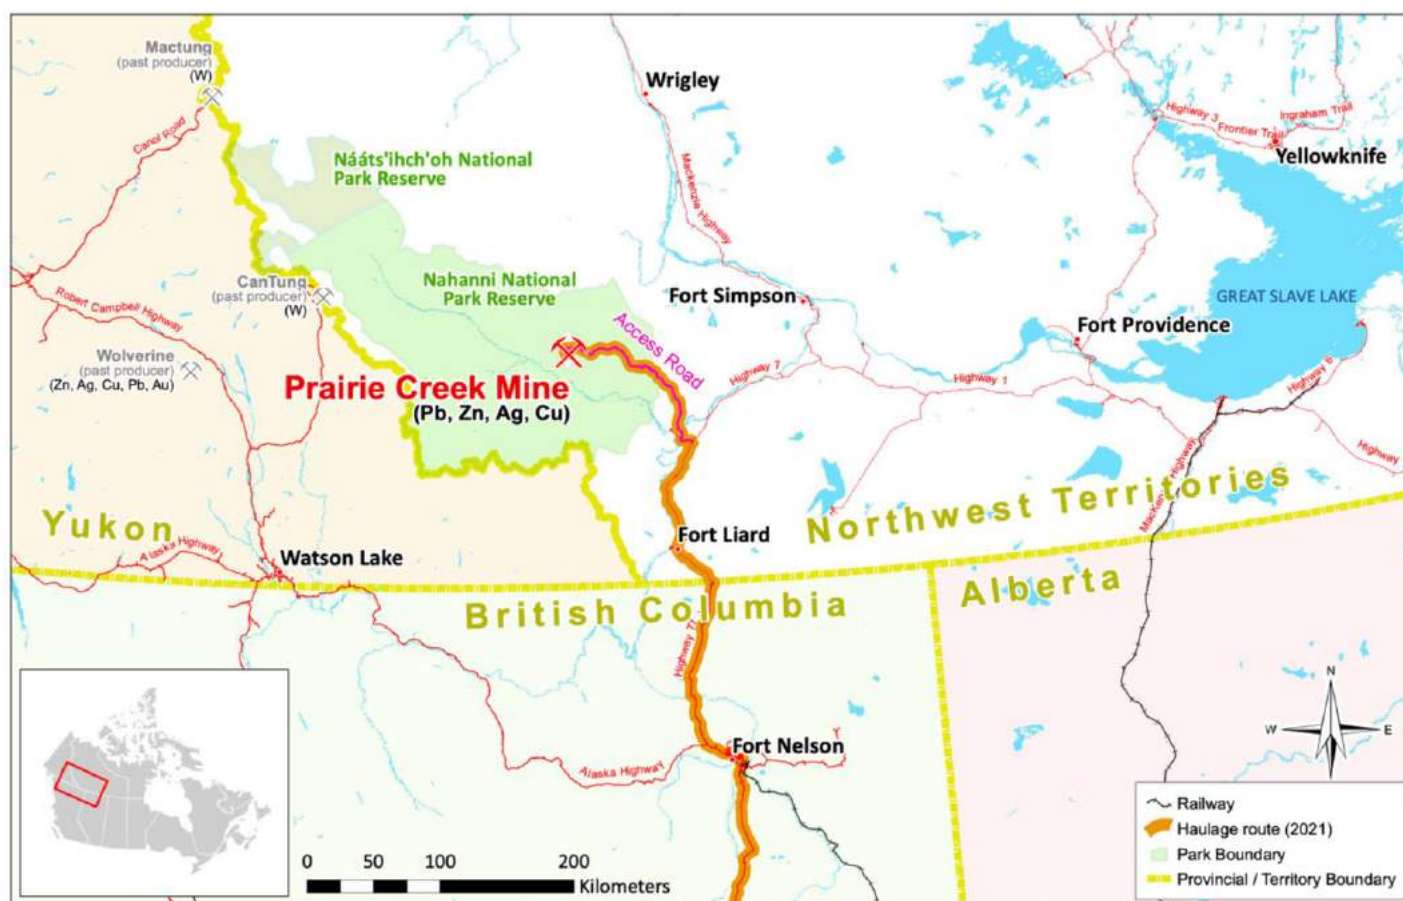 Mactung
(past producer)
(W)
Canol Road
Wrigley
Highway 3
Ingraham Trail
Frontier Trail
Yellowknife
Nááts'ihch'oh National
Park Reserve
Mackenzie Highway
CanTung
(past producer)
(W)
Nahanni National
Park Reserve
Robert Campbell Highway
Fort Simpson
GREAT SLAVE LAKE
Access Road
Fort Providence
Wolverine
(past producer)
(Zn, Ag, Cu, Pb, Au)
Highway 7
Highway 1
Highway 6
Prairie Creek Mine
(Pb, Zn, Ag, Cu)
Highway
Mackenzie Highway
Northwest Territories
Yukon
Fort Liard
Alaska Highway
Watson Lake
Alberta
British Columbia
Highway 77
Fort Nelson
Alaska Highway
N
W
E
S
Railway
Haulage route (2021)
Park Boundary
Provincial / Territory Boundary
0
50
100
200
Kilometers